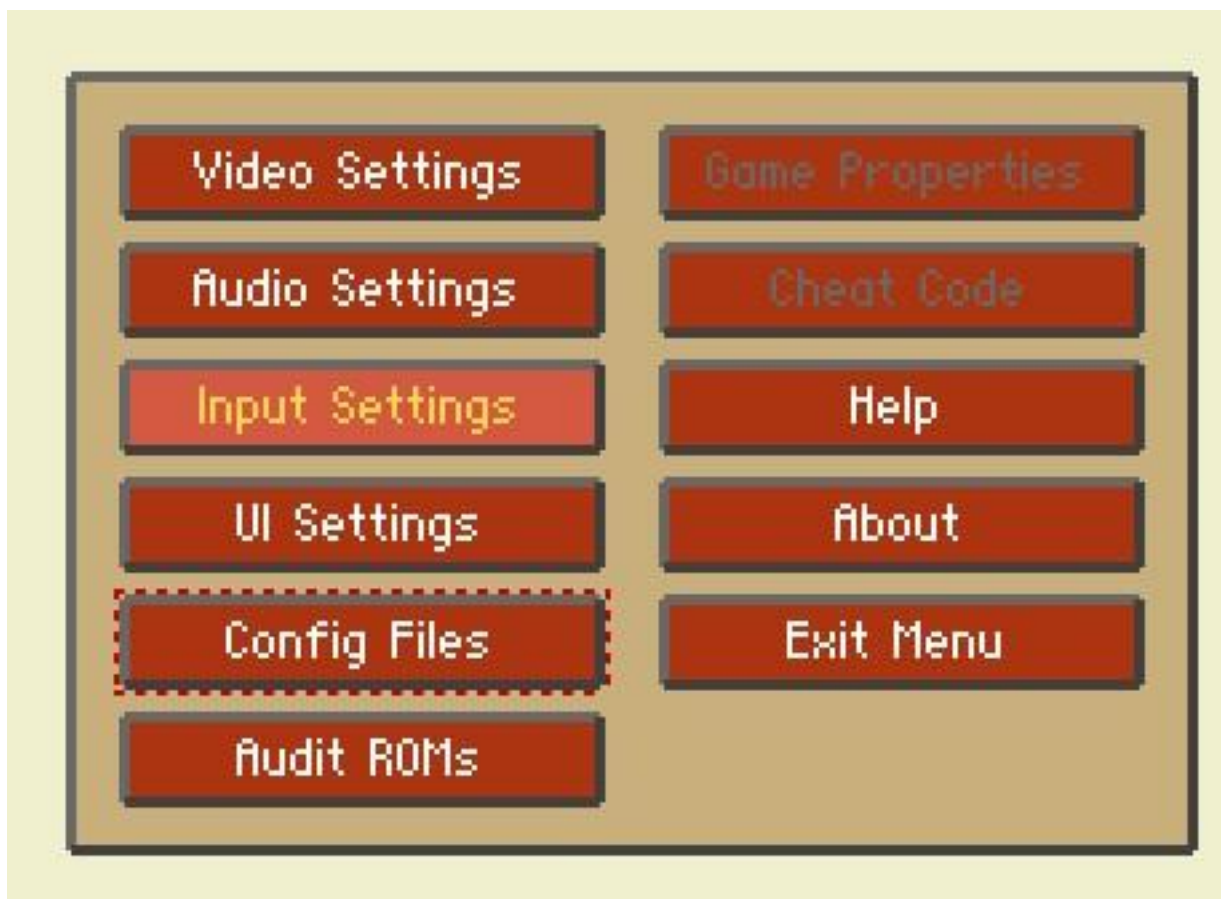 Video Settings
Audio Settings
Input Settings
UI Settings
Config Files
Audit ROMs
Game Properties
Cheat Code
Help
About
Exit Menu